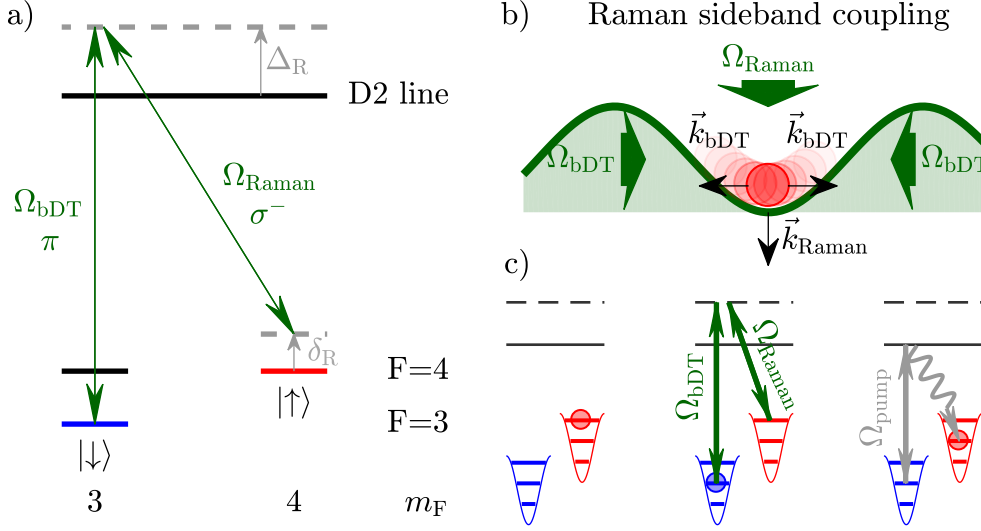 a)
Δ_R
D2 line
Ω_bDT
π
Ω_Raman
σ⁻
δ_R
F=4
|↑⟩
F=3
|↓⟩
3 4 m_F
b) Raman sideband coupling
Ω_Raman
k⃗_bDT k⃗_bDT
Ω_bDT Ω_bDT
k⃗_Raman
c)
Ω_bDT
Ω_Raman
Ω_pump